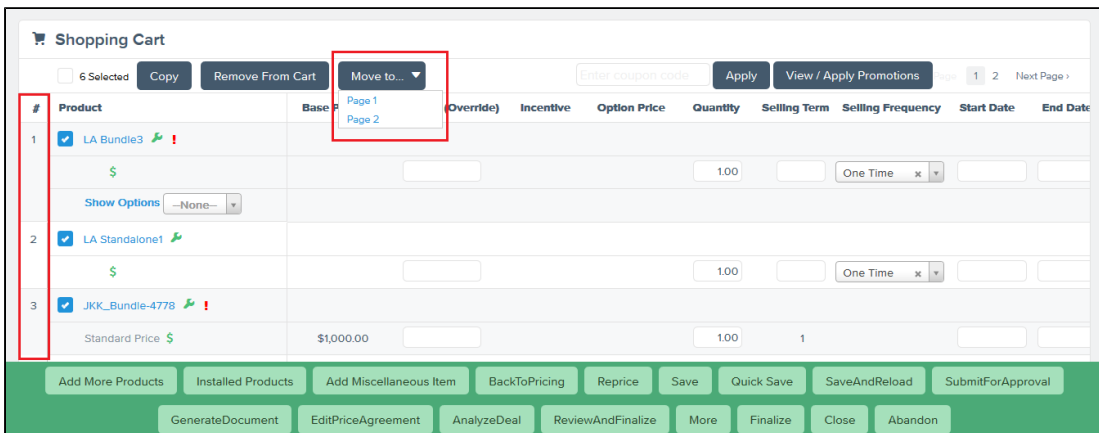 Shopping Cart
6 Selected Copy Remove From Cart Move to... Enter coupon code Apply View / Apply Promotions Page 1 2 Next Page ›
# Product Base P (Override) Incentive Option Price Quantity Selling Term Selling Frequency Start Date End Date
Page 1
Page 2
1 LA Bundle3 !
$ 1.00 One Time x
Show Options --None--
2 LA Standalone1
$ 1.00 One Time x
3 JKK_Bundle-4778 !
Standard Price $ $1,000.00 1.00 1
Add More Products Installed Products Add Miscellaneous Item BackToPricing Reprice Save Quick Save SaveAndReload SubmitForApproval
GenerateDocument EditPriceAgreement AnalyzeDeal ReviewAndFinalize More Finalize Close Abandon